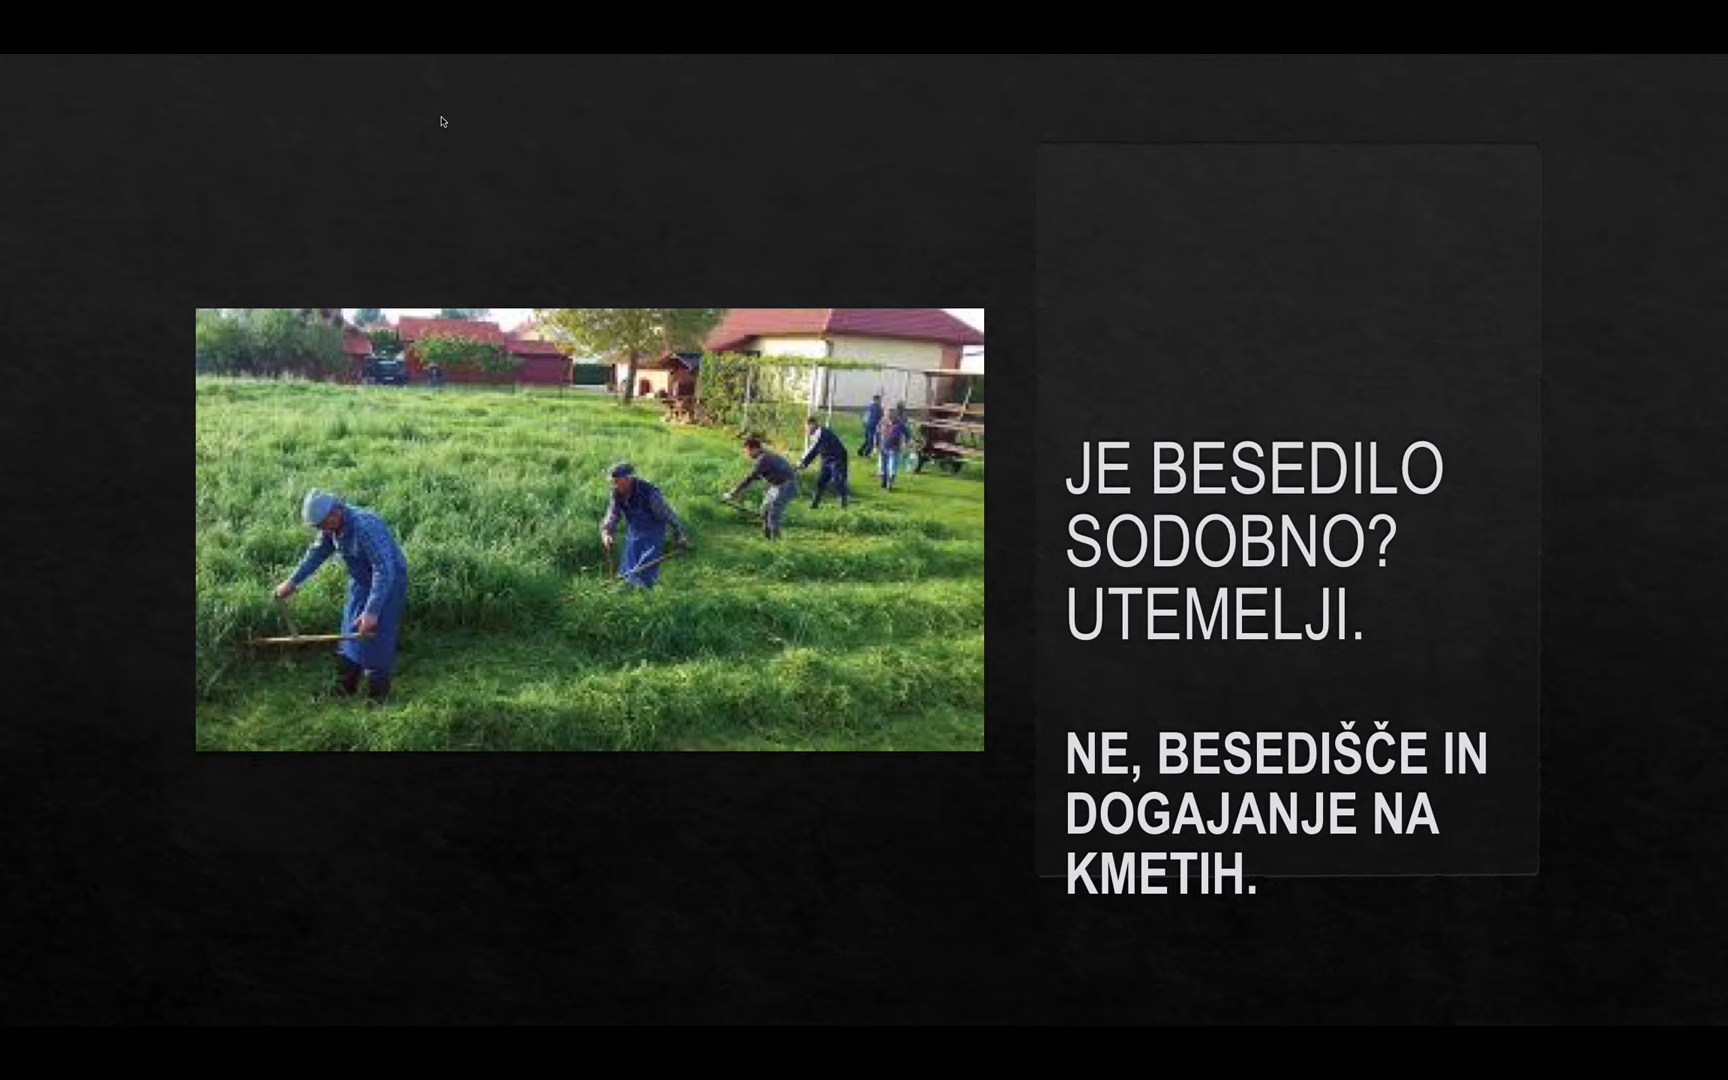 JE BESEDILO
SODOBNO?
UTEMELJI.
NE, BESEDIŠČE IN
DOGAJANJE NA
KMETIH.